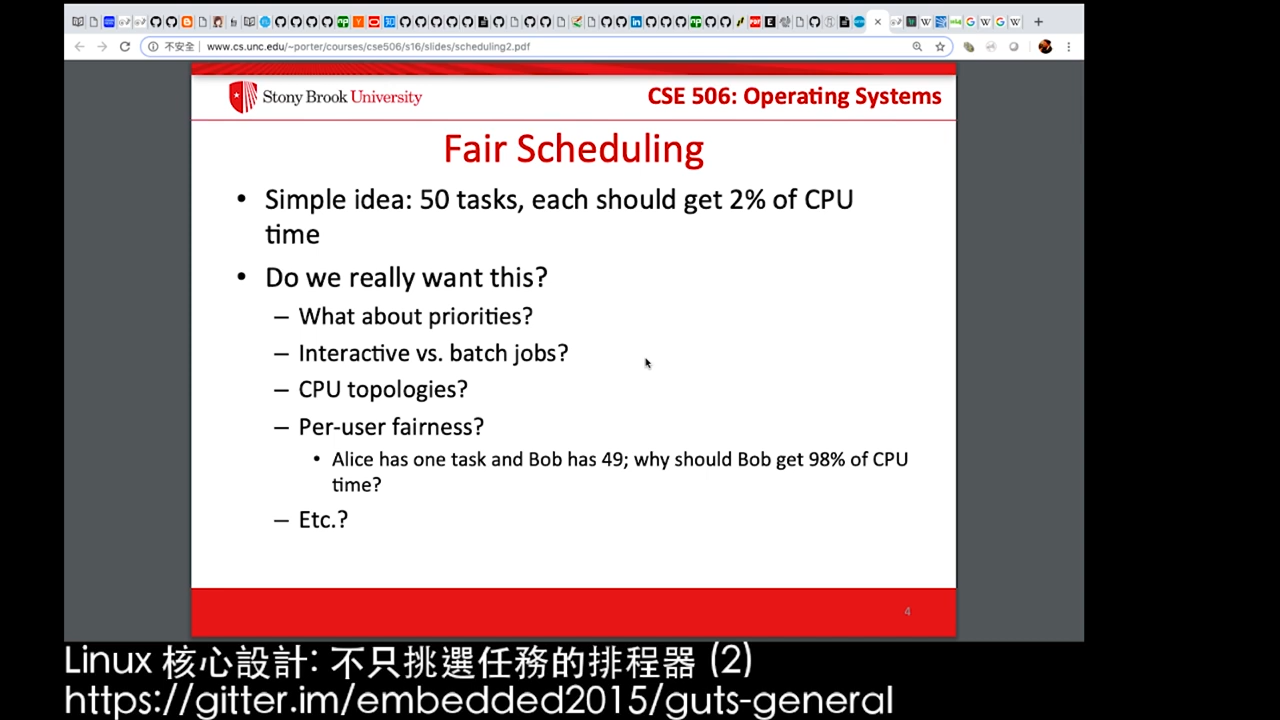 不安全
www.cs.unc.edu/~porter/courses/cse506/s16/slides/scheduling2.pdf
Stony Brook University
CSE 506: Operating Systems
Fair Scheduling
• Simple idea: 50 tasks, each should get 2% of CPU
time
• Do we really want this?
– What about priorities?
– Interactive vs. batch jobs?
– CPU topologies?
– Per-user fairness?
• Alice has one task and Bob has 49; why should Bob get 98% of CPU
time?
– Etc.?
4
Linux 核心設計: 不只挑選任務的排程器 (2)
https://gitter.im/embedded2015/guts-general